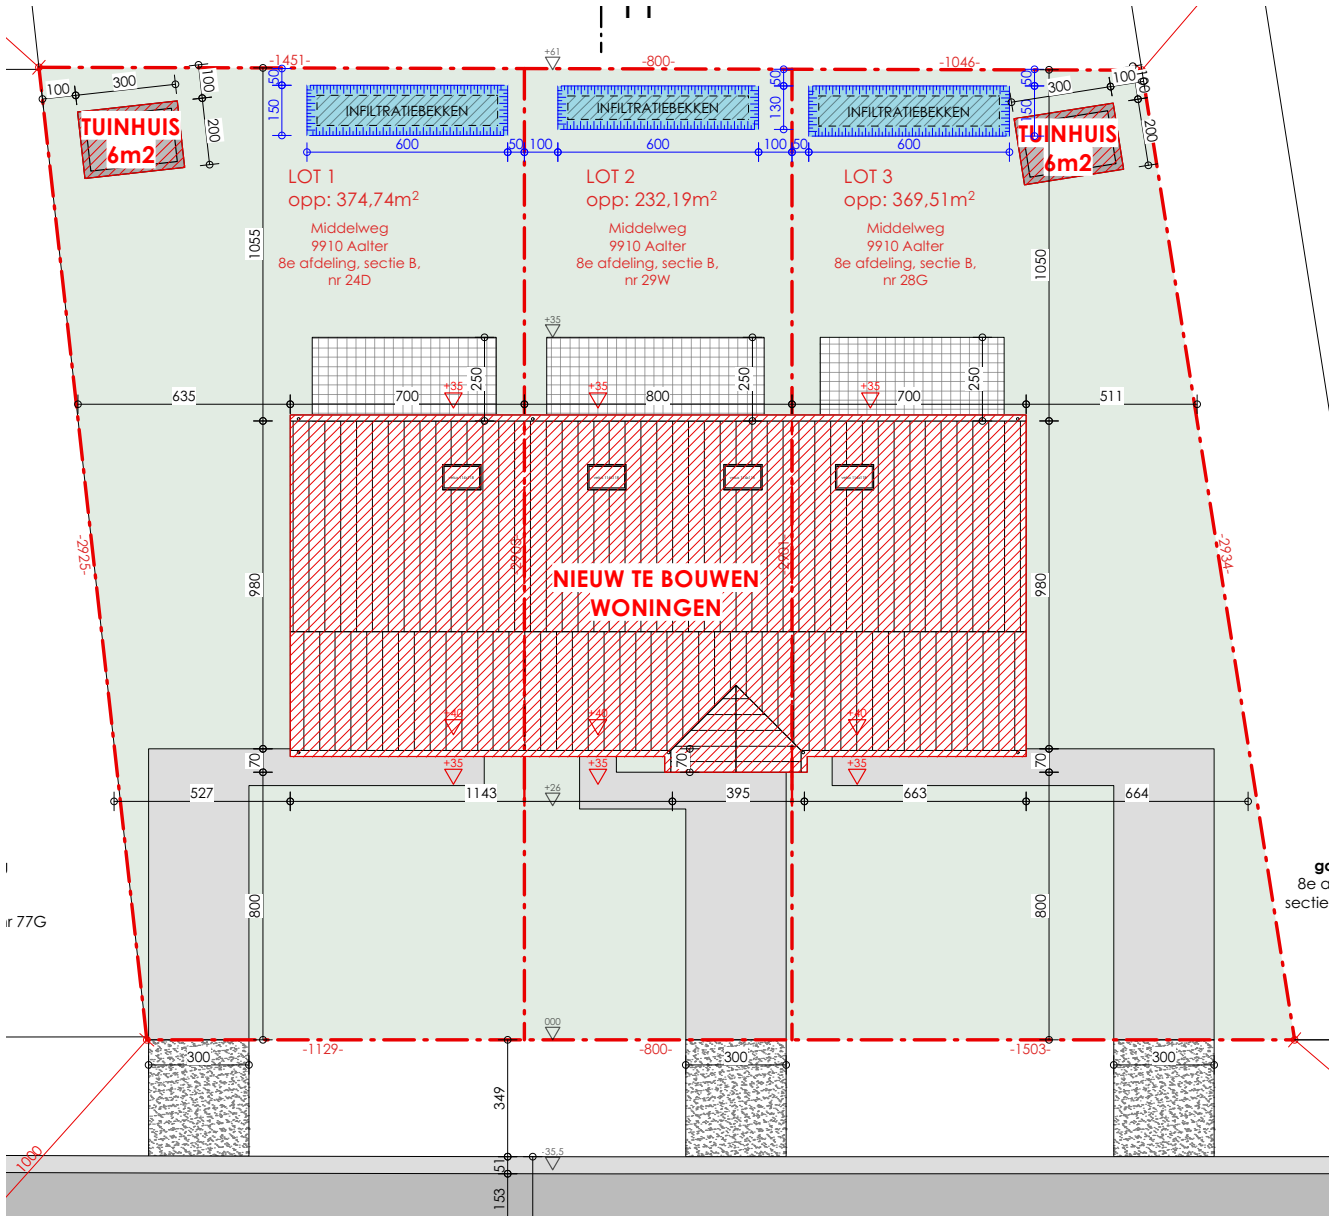 +61
-1451-
-800-
-1046-
100
300
100
200
TUINHUIS
6m2
50
150
INFILTRATIEBEKKEN
INFILTRATIEBEKKEN
INFILTRATIEBEKKEN
50
130
50
150
300
100
100
200
TUINHUIS
6m2
600
50
100
600
100
50
600
LOT 1
opp: 374,74m²
Middelweg
9910 Aalter
8e afdeling, sectie B,
nr 24D
LOT 2
opp: 232,19m²
Middelweg
9910 Aalter
8e afdeling, sectie B,
nr 29W
LOT 3
opp: 369,51m²
Middelweg
9910 Aalter
8e afdeling, sectie B,
nr 28G
1055
1050
+35
250
250
250
+35
+35
+35
635
700
800
700
511
-2925-
-2903-
-2901-
-2934-
980
980
NIEUW TE BOUWEN
WONINGEN
+40
+40
+40
70
70
70
+35
+35
+35
527
1143
+26
395
663
664
800
800
nr 77G
8e a
sectie
000
-1129-
-800-
-1503-
300
300
300
349
-35,5
51
153
1000